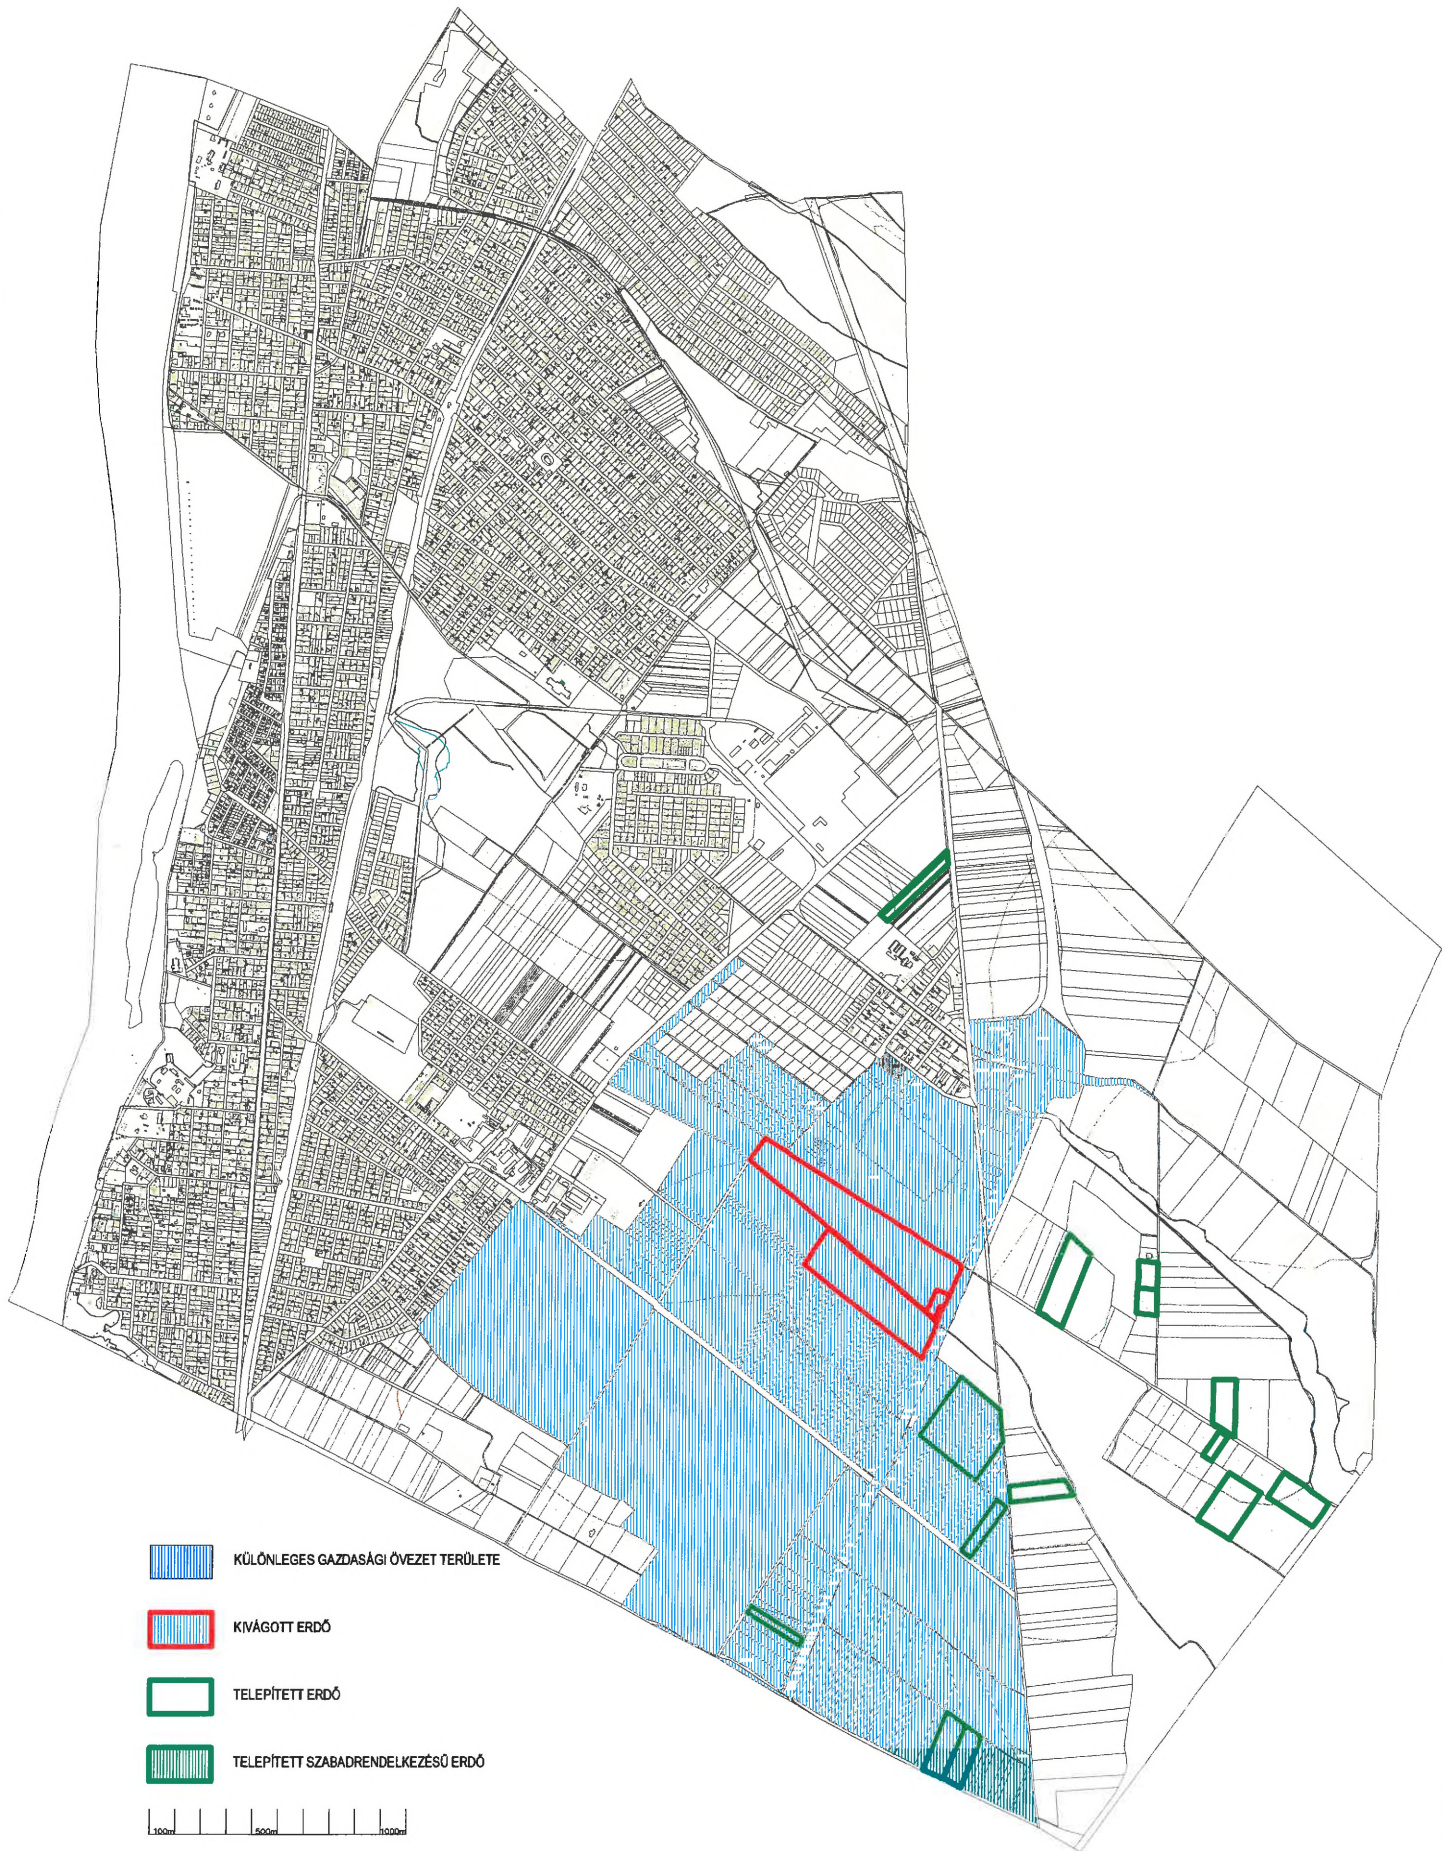 KÜLÖNLEGES GAZDASÁGI ÖVEZET TERÜLETE
KIVÁGOTT ERDŐ
TELEPÍTETT ERDŐ
TELEPÍTETT SZABADRENDELKEZÉSŰ ERDŐ
100m 500m 1000m